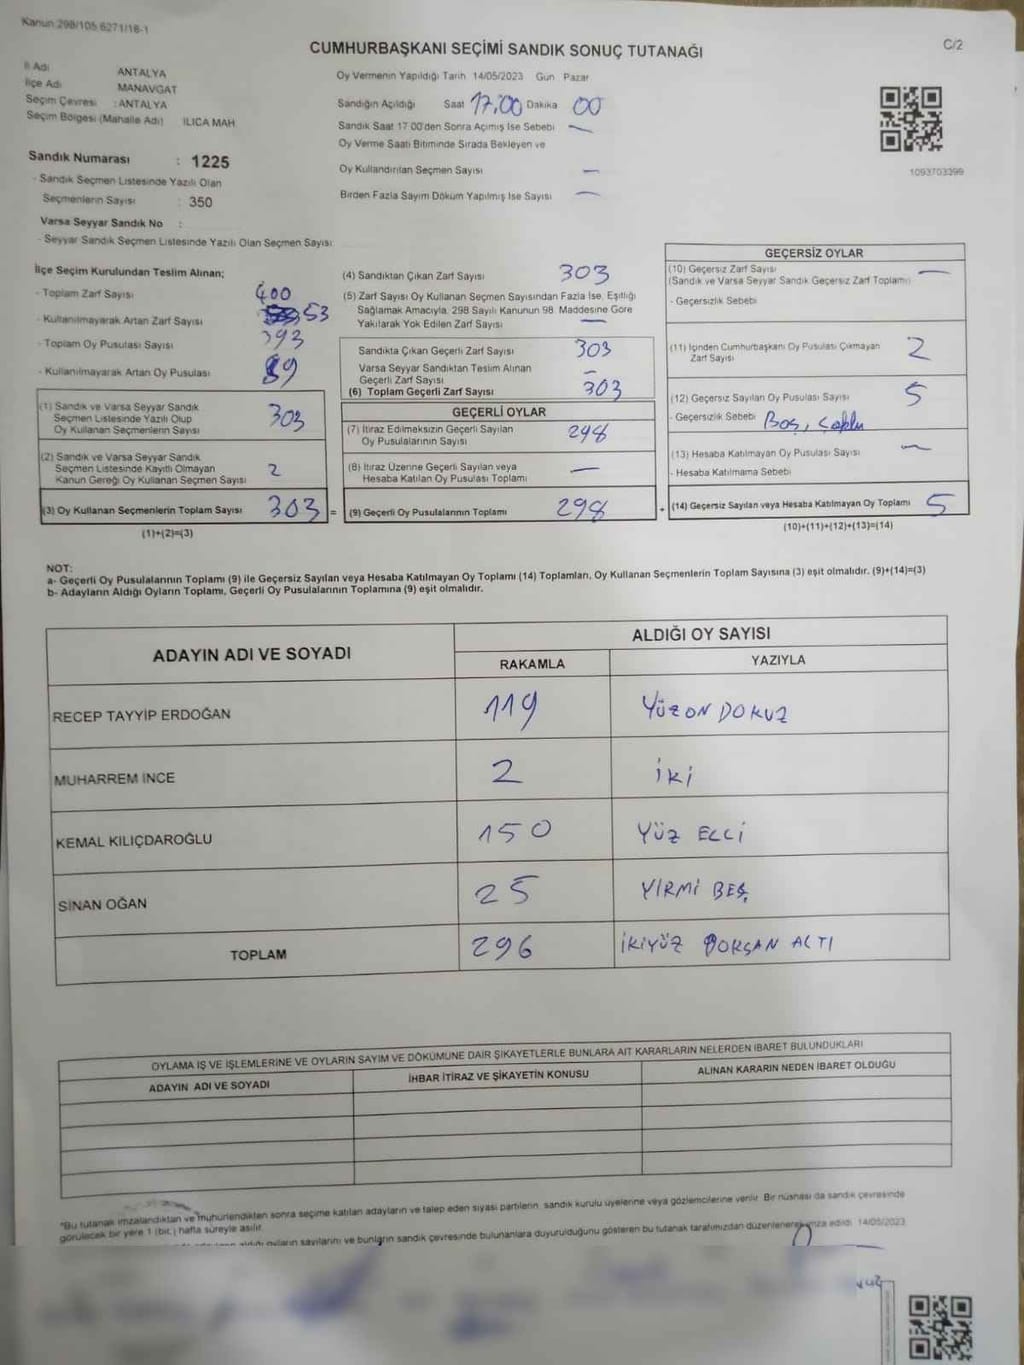 Kanun 298/105 6271/18-1
C/2
CUMHURBAŞKANI SEÇİMİ SANDIK SONUÇ TUTANAĞI
İl Adı ANTALYA
İlçe Adı MANAVGAT
Seçim Çevresi : ANTALYA
Seçim Bölgesi (Mahalle Adı) ILICA MAH
Sandık Numarası : 1225
- Sandık Seçmen Listesinde Yazılı Olan
Seçmenlerin Sayısı : 350
Varsa Seyyar Sandık No :
- Seyyar Sandık Seçmen Listesinde Yazılı Olan Seçmen Sayısı:
Oy Vermenin Yapıldığı Tarih 14/05/2023 Gün Pazar
Sandığın Açıldığı Saat 17:00 Dakika 00
Sandık Saat 17 00'den Sonra Açımış İse Sebebi —
Oy Verme Saati Bitiminde Sırada Bekleyen ve
Oy Kullandırılan Seçmen Sayısı —
Birden Fazla Sayım Döküm Yapılmış İse Sayısı —
1093703399
İlçe Seçim Kurulundan Teslim Alınan;
- Toplam Zarf Sayısı 400
- Kullanılmayarak Artan Zarf Sayısı 53
- Toplam Oy Pusulası Sayısı 393
- Kullanılmayarak Artan Oy Pusulası 89
(1) Sandık ve Varsa Seyyar Sandık
Seçmen Listesinde Yazılı Olup
Oy Kullanan Seçmenlerin Sayısı 303
(2) Sandık ve Varsa Seyyar Sandık
Seçmen Listesinde Kayıtlı Olmayan
Kanun Gereği Oy Kullanan Seçmen Sayısı 2
(3) Oy Kullanan Seçmenlerin Toplam Sayısı 303 =
(1)+(2)=(3)
(4) Sandıktan Çıkan Zarf Sayısı 303
(5) Zarf Sayısı Oy Kullanan Seçmen Sayısından Fazla İse, Eşitliği
Sağlamak Amacıyla, 298 Sayılı Kanunun 98. Maddesine Göre
Yakılarak Yok Edilen Zarf Sayısı —
Sandıkta Çıkan Geçerli Zarf Sayısı 303
Varsa Seyyar Sandıktan Teslim Alınan
Geçerli Zarf Sayısı —
(6) Toplam Geçerli Zarf Sayısı 303
GEÇERLİ OYLAR
(7) İtiraz Edilmeksizin Geçerli Sayılan
Oy Pusulalarının Sayısı 298
(8) İtiraz Üzerine Geçerli Sayılan veya
Hesaba Katılan Oy Pusulası Toplamı —
(9) Geçerli Oy Pusulalarının Toplamı 298 +
GEÇERSİZ OYLAR
(10) Geçersiz Zarf Sayısı —
(Sandık ve Varsa Seyyar Sandık Geçersiz Zarf Toplamı)
- Geçersizlik Sebebi
(11) İçinden Cumhurbaşkanı Oy Pusulası Çıkmayan
Zarf Sayısı 2
(12) Geçersiz Sayılan Oy Pusulası Sayısı 5
- Geçersizlik Sebebi Boş,
(13) Hesaba Katılmayan Oy Pusulası Sayısı —
- Hesaba Katılmama Sebebi
(14) Geçersiz Sayılan veya Hesaba Katılmayan Oy Toplamı 5
(10)+(11)+(12)+(13)=(14)
NOT:
a- Geçerli Oy Pusulalarının Toplamı (9) ile Geçersiz Sayılan veya Hesaba Katılmayan Oy Toplamı (14) Toplamları, Oy Kullanan Seçmenlerin Toplam Sayısına (3) eşit olmalıdır. (9)+(14)=(3)
b- Adayların Aldığı Oyların Toplamı, Geçerli Oy Pusulalarının Toplamına (9) eşit olmalıdır.
ADAYIN ADI VE SOYADI
ALDIĞI OY SAYISI
RAKAMLA YAZIYLA
RECEP TAYYİP ERDOĞAN 119 YÜZON DOKUZ
MUHARREM İNCE 2 İKİ
KEMAL KILIÇDAROĞLU 150 YÜZ ELLİ
SİNAN OĞAN 25 YİRMİ BEŞ
TOPLAM 296 İKİYÜZ DOKSAN ALTI
OYLAMA İŞ VE İŞLEMLERİNE VE OYLARIN SAYIM VE DÖKÜMÜNE DAİR ŞİKAYETLERLE BUNLARA AİT KARARLARIN NELERDEN İBARET BULUNDUKLARI
ADAYIN ADI VE SOYADI İHBAR İTİRAZ VE ŞİKAYETİN KONUSU ALINAN KARARIN NEDEN İBARET OLDUĞU
"Bu tutanak imzalandıktan ve mühürlendikten sonra seçime katılan adayların ve talep eden siyasi partilerin sandık kurulu üyelerine veya gözlemcilerine verilir. Bir nüshası da sandık çevresinde
görülecek bir yere 1 (bir) hafta süreyle asılır.
aldığı oyların sayılarını ve bunların sandık çevresinde bulunanlara duyurulduğunu gösteren bu tutanak tarafımızdan düzenlenerek imza edildi. 14/05/2023